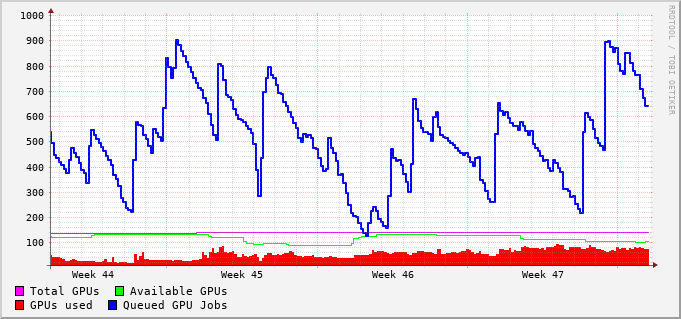 1000
900
800
700
600
500
400
300
200
100
Week 44 Week 45 Week 46 Week 47
Total GPUs Available GPUs
GPUs used Queued GPU Jobs
RRDTOOL / TOBI OETIKER